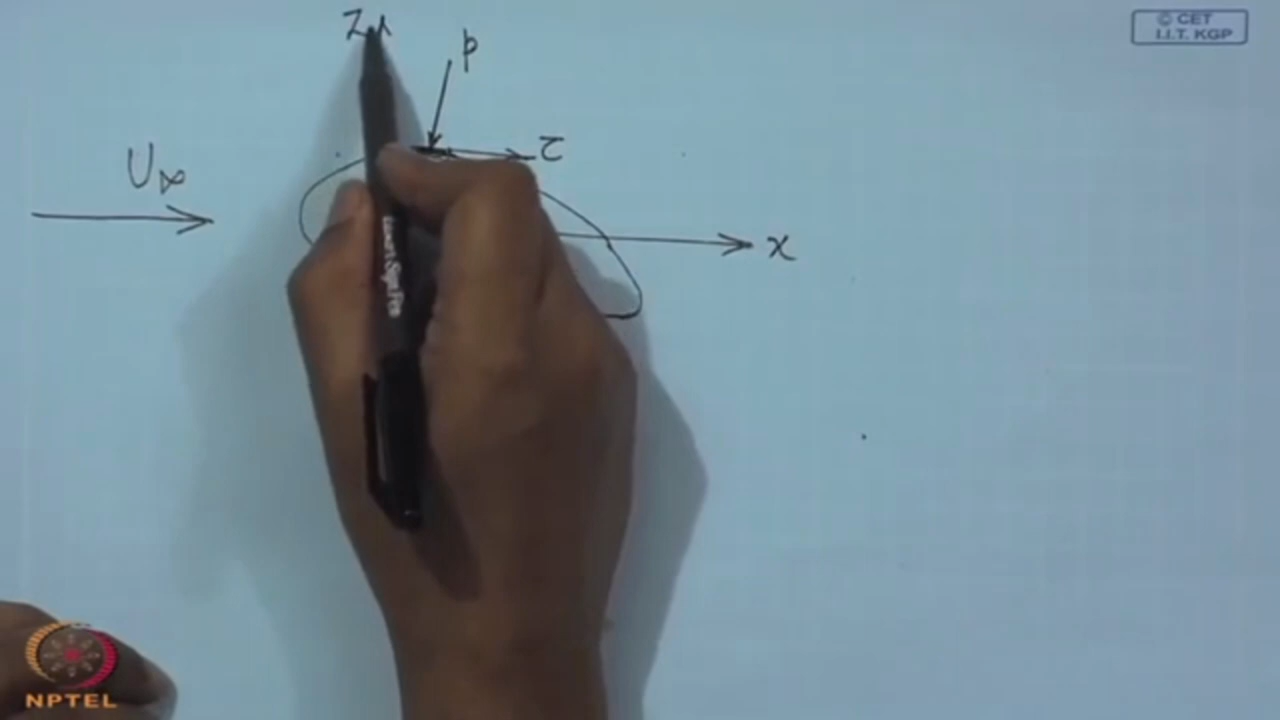 © CET
I.I.T. KGP
Z
p
τ
U∞
x
NPTEL